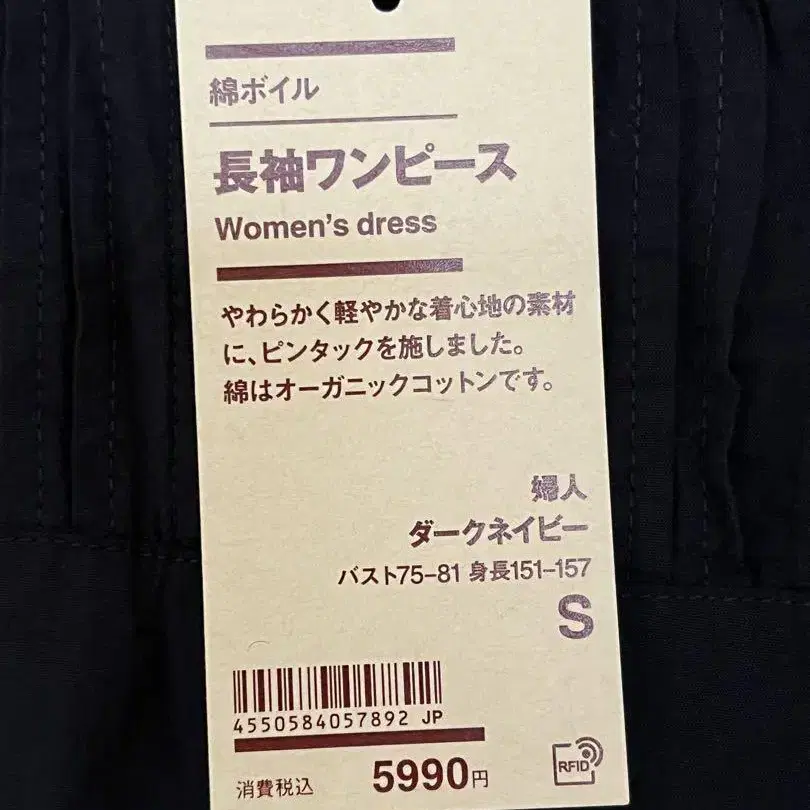 綿ボイル
長袖ワンピース
Women's dress
やわらかく軽やかな着心地の素材
に、ピンタックを施しました。
綿はオーガニックコットンです。
婦人
ダークネイビー
バスト75-81 身長151-157
S
4550584057892 JP
消費税込 5990円
RFID